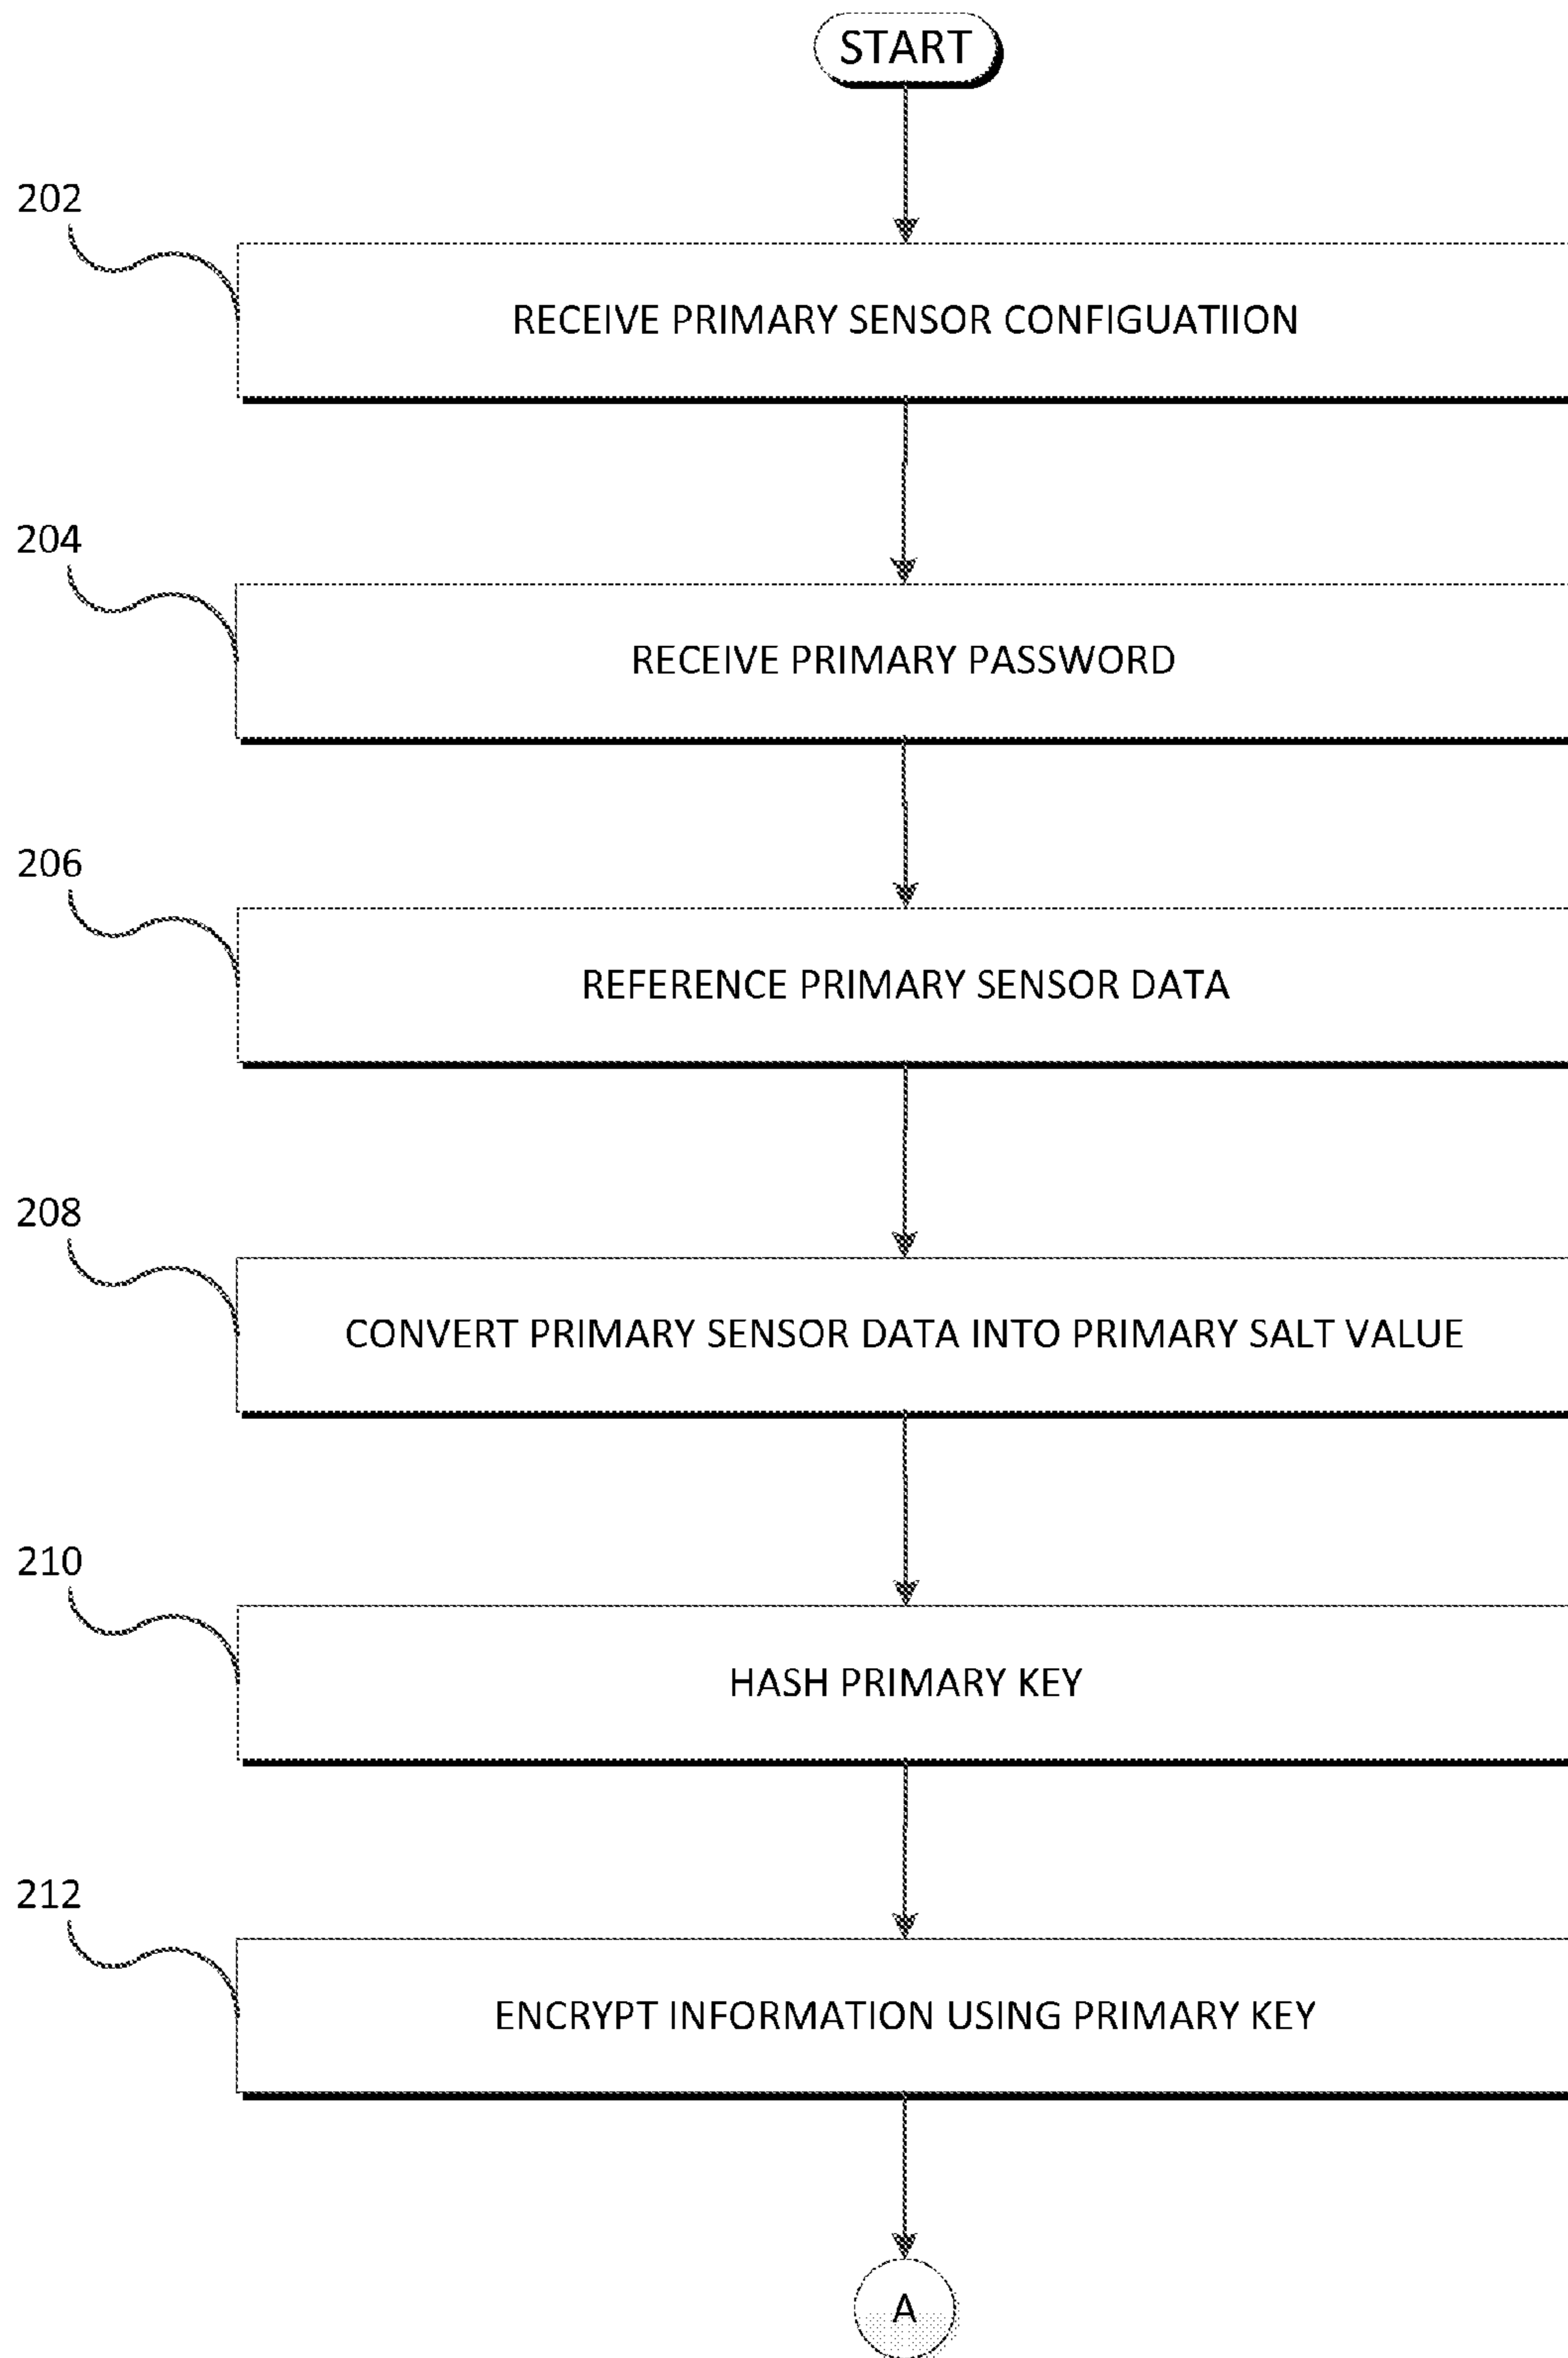 START
202
RECEIVE PRIMARY SENSOR CONFIGUATIION
204
RECEIVE PRIMARY PASSWORD
206
REFERENCE PRIMARY SENSOR DATA
208
CONVERT PRIMARY SENSOR DATA INTO PRIMARY SALT VALUE
210
HASH PRIMARY KEY
212
ENCRYPT INFORMATION USING PRIMARY KEY
A